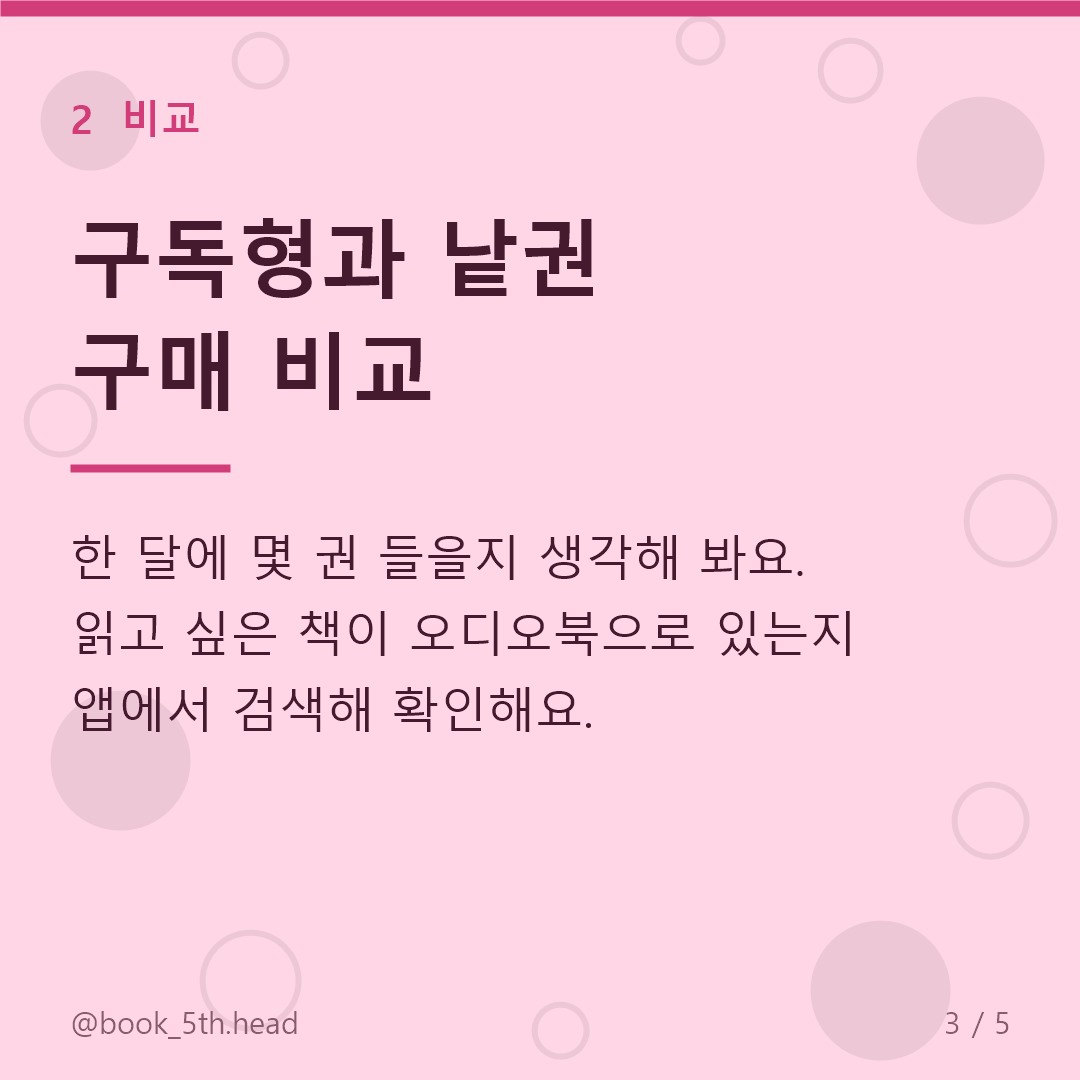 2 비교
구독형과 낱권
구매 비교
한 달에 몇 권 들을지 생각해 봐요.
읽고 싶은 책이 오디오북으로 있는지
앱에서 검색해 확인해요.
@book_5th.head
3 / 5